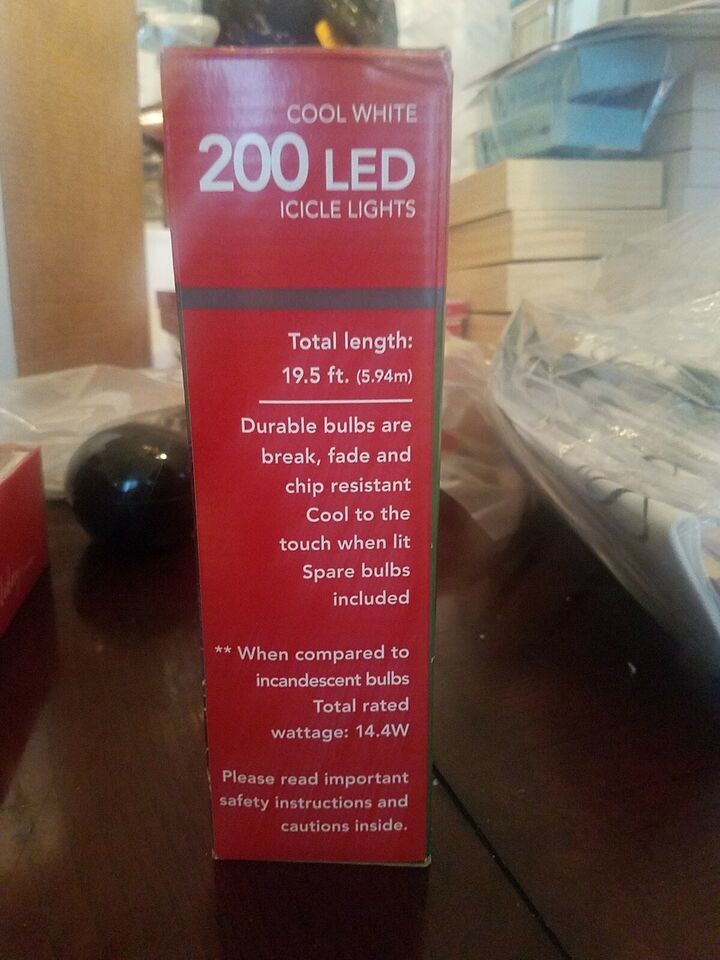 COOL WHITE
200 LED
ICICLE LIGHTS
Total length:
19.5 ft. (5.94m)
Durable bulbs are
break, fade and
chip resistant
Cool to the
touch when lit
Spare bulbs
included
** When compared to
incandescent bulbs
Total rated
wattage: 14.4W
Please read important
safety instructions and
cautions inside.